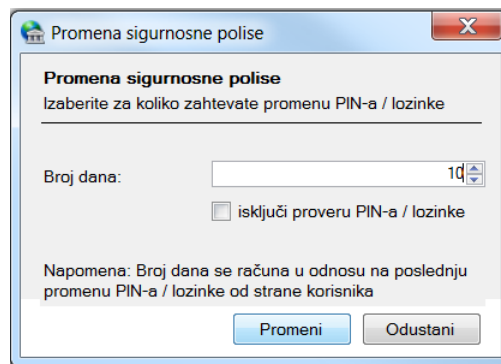 Promena sigurnosne polise
Promena sigurnosne polise
Izaberite za koliko zahtevate promenu PIN-a / lozinke
Broj dana:
10
isključi proveru PIN-a / lozinke
Napomena: Broj dana se računa u odnosu na poslednju
promenu PIN-a / lozinke od strane korisnika
Promeni
Odustani